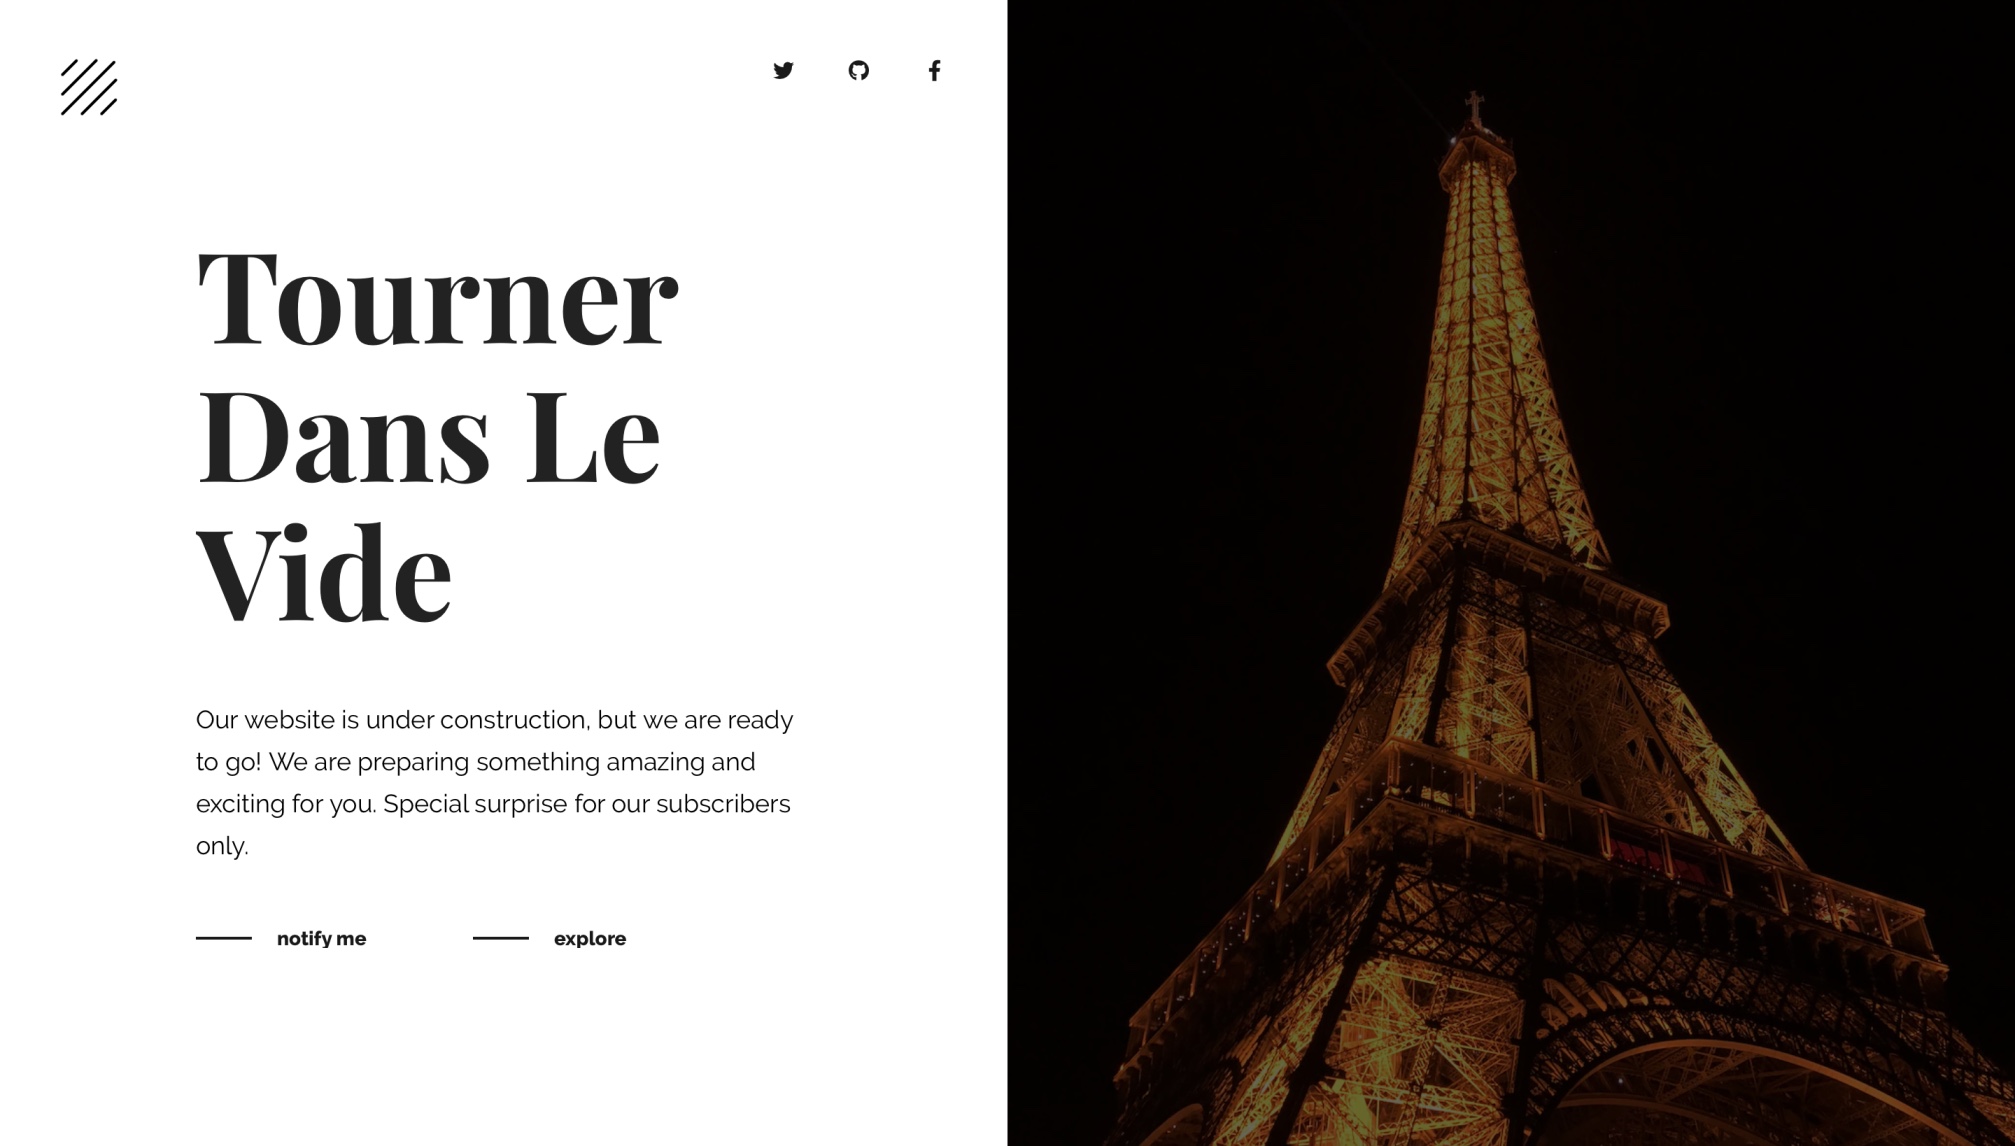 Tourner
Dans Le
Vide
Our website is under construction, but we are ready
to go! We are preparing something amazing and
exciting for you. Special surprise for our subscribers
only.
notify me
explore